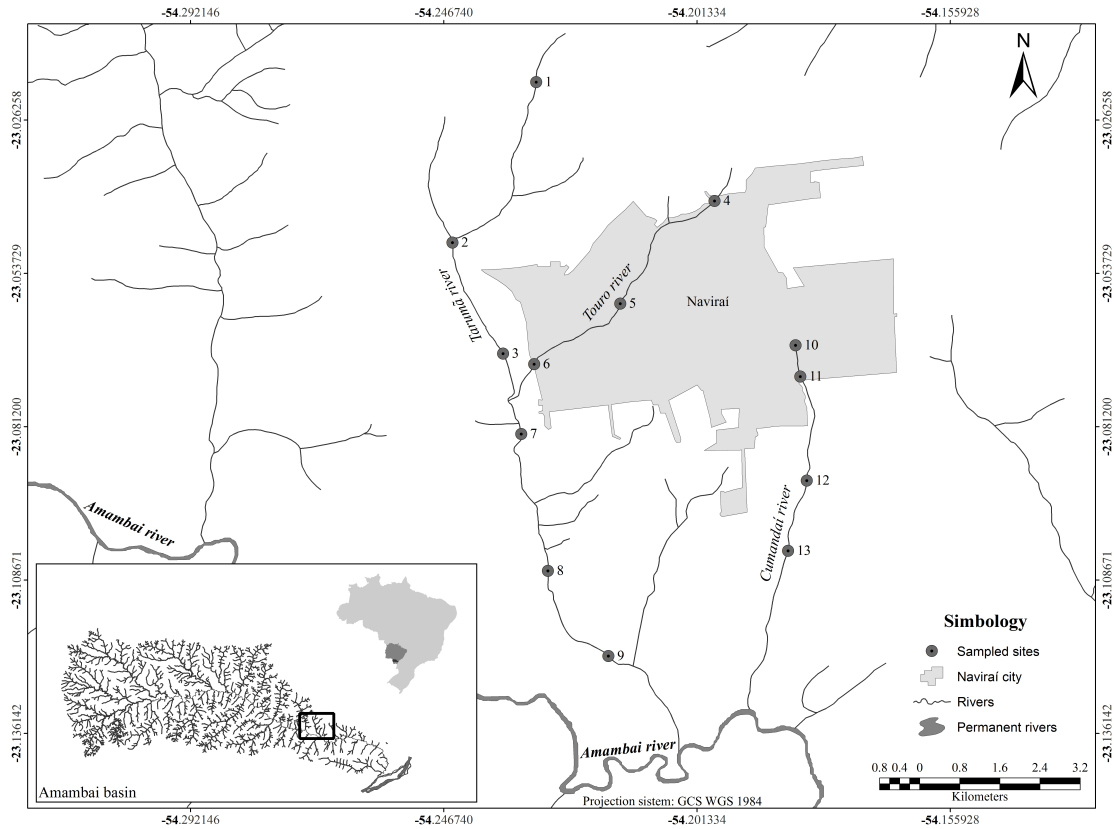 -54.292146
-54.246740
-54.201334
-54.155928
N
-23.026258
-23.026258
1
4
2
-23.053729
-23.053729
Tarumã river
Touro river
5
Naviraí
3
6
10
11
-23.081200
-23.081200
7
12
Amambai river
Cumandaí river
13
8
-23.108671
-23.108671
9
Simbology
Sampled sites
Naviraí city
Rivers
Permanent rivers
-23.136142
Amambai river
0.8 0.4 0 0.8 1.6 2.4 3.2
Kilometers
Amambai basin
Projection sistem: GCS WGS 1984
-54.292146
-54.246740
-54.201334
-54.155928
-23.136142